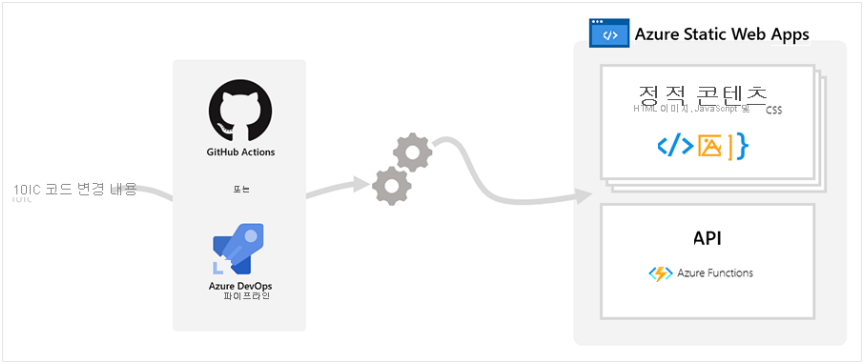 Azure Static Web Apps
정적 콘텐츠
HTML 이미지, JavaScript 및
CSS
</> [ ] }
GitHub Actions
또는
10IC 코드 변경 내용
Azure DevOps
파이프라인
API
Azure Functions